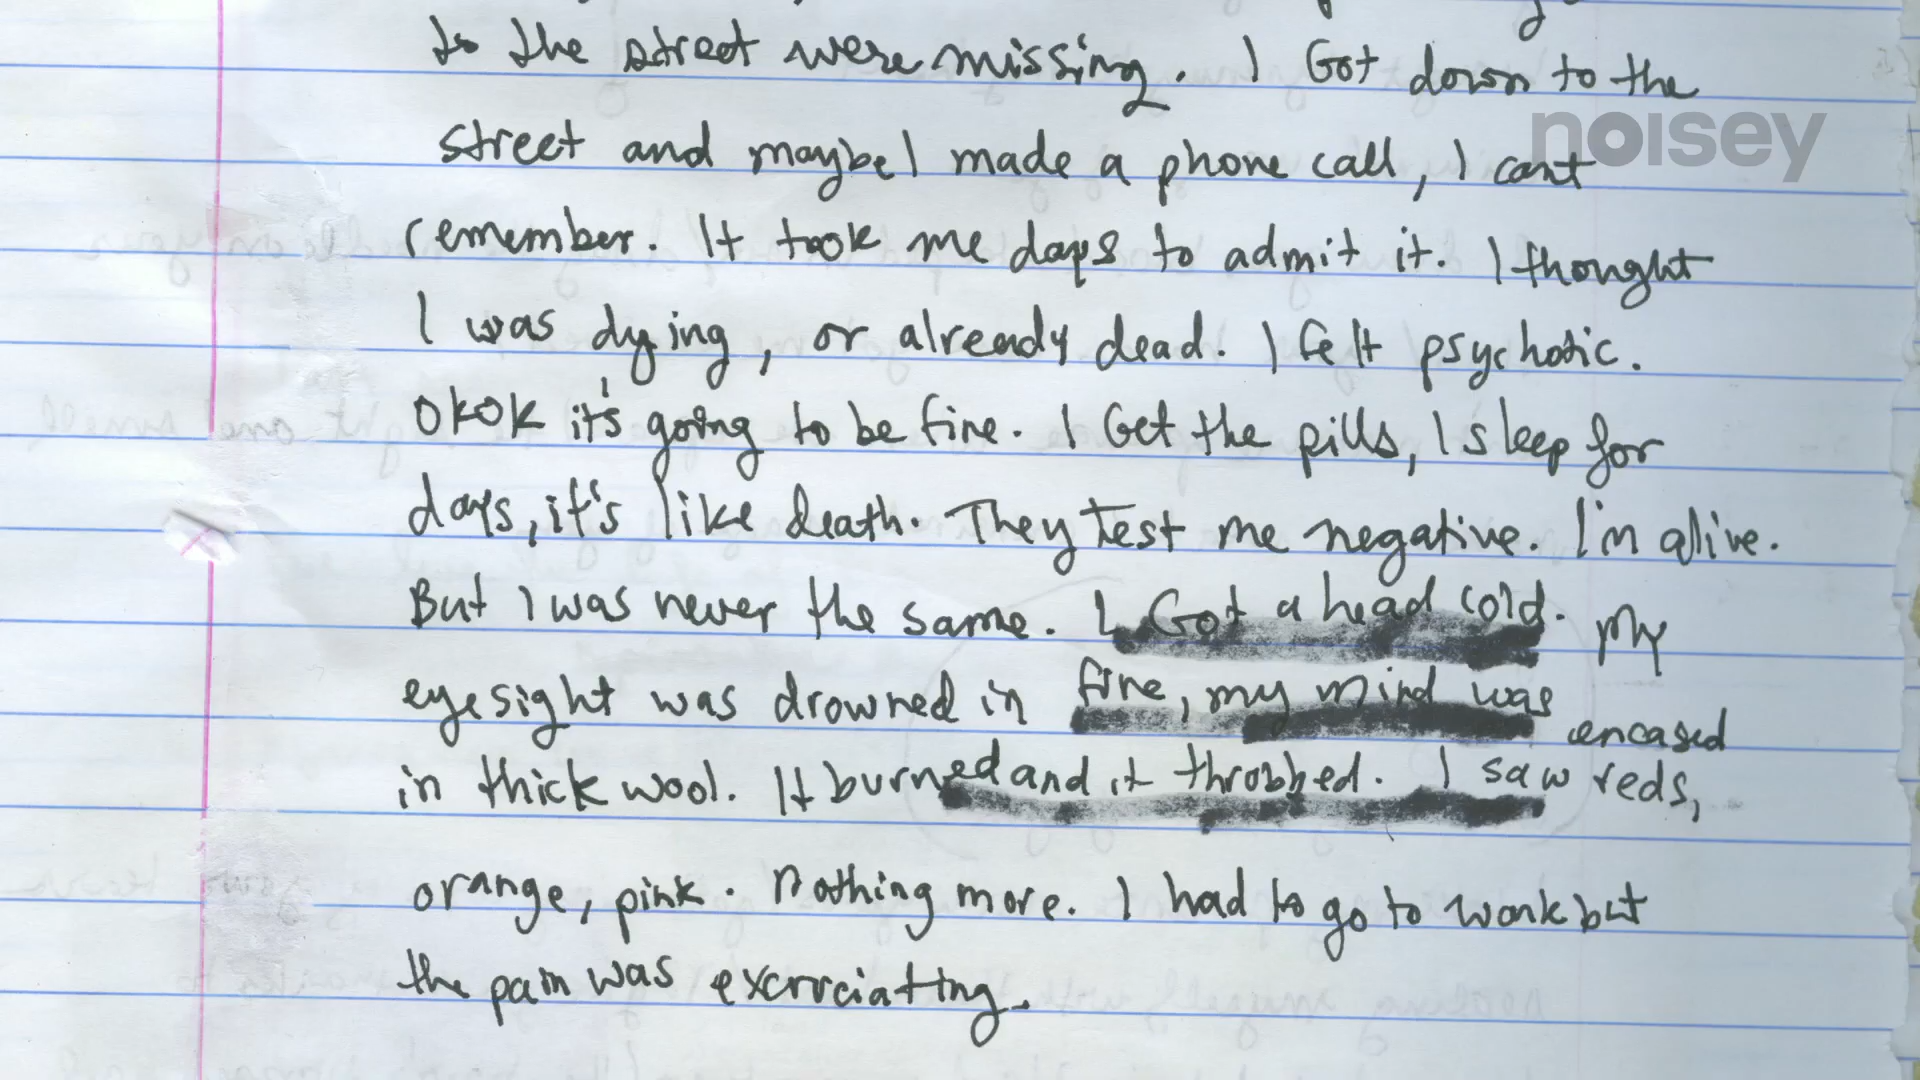 to the street were missing. I Got down to the
noisey
street and maybe I made a phone call, I cant
remember. It took me days to admit it. I thought
I was dying, or already dead. I felt psychotic.
OKOK it's going to be fine. I Get the pills, I sleep for
days, it's like death. They Test me negative. I'm alive.
But I was never the same. I Got a head cold. My
eyesight was drowned in fire, my mind was encased
in thick wool. It burned and it throbbed. I saw reds,
orange, pink. Nothing more. I had to go to work but
the pain was excruciating.